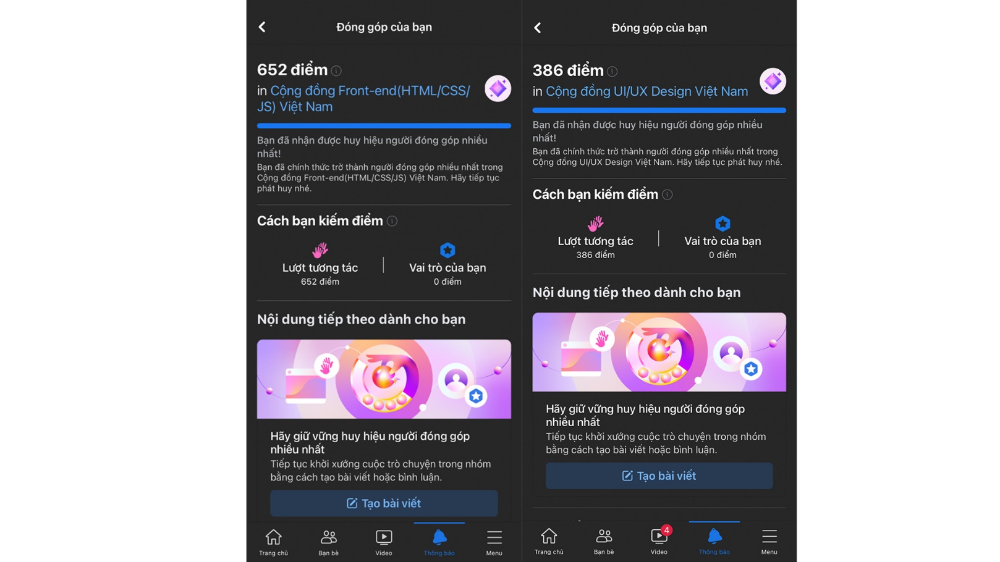 Đóng góp của bạn
652 điểm
in Cộng đồng Front-end(HTML/CSS/
JS) Việt Nam
Bạn đã nhận được huy hiệu người đóng góp nhiều
nhất!
Bạn đã chính thức trở thành người đóng góp nhiều nhất trong
Cộng đồng Front-end(HTML/CSS/JS) Việt Nam. Hãy tiếp tục
phát huy nhé.
Cách bạn kiếm điểm
Lượt tương tác
652 điểm
Vai trò của bạn
0 điểm
Nội dung tiếp theo dành cho bạn
Hãy giữ vững huy hiệu người đóng góp
nhiều nhất
Tiếp tục khởi xướng cuộc trò chuyện trong nhóm
bằng cách tạo bài viết hoặc bình luận.
Tạo bài viết
Trang chủ
Bạn bè
Video
Thông báo
Menu
Đóng góp của bạn
386 điểm
in Cộng đồng UI/UX Design Việt Nam
Bạn đã nhận được huy hiệu người đóng góp nhiều
nhất!
Bạn đã chính thức trở thành người đóng góp nhiều nhất trong
Cộng đồng UI/UX Design Việt Nam. Hãy tiếp tục phát huy nhé.
Cách bạn kiếm điểm
Lượt tương tác
386 điểm
Vai trò của bạn
0 điểm
Nội dung tiếp theo dành cho bạn
Hãy giữ vững huy hiệu người đóng góp
nhiều nhất
Tiếp tục khởi xướng cuộc trò chuyện trong nhóm
bằng cách tạo bài viết hoặc bình luận.
Tạo bài viết
4
Trang chủ
Bạn bè
Video
Thông báo
Menu